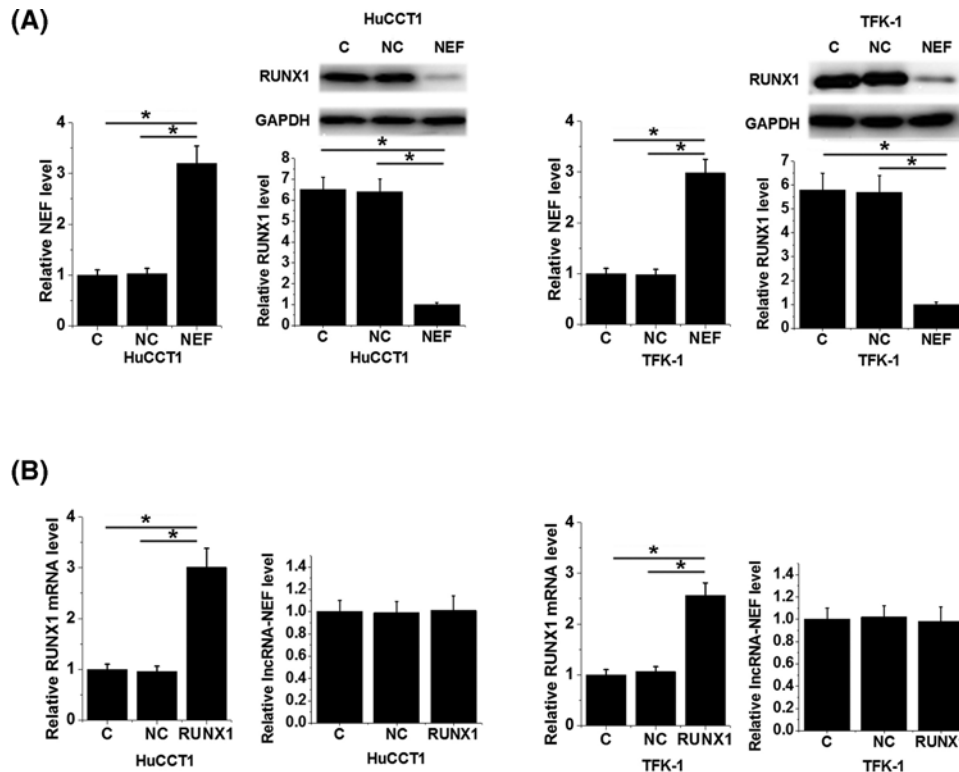 (A)
HuCCT1
C NC NEF
RUNX1
GAPDH
*
*
Relative NEF level
4
3
2
1
0
C NC NEF
HuCCT1
*
*
Relative RUNX1 level
8
7
6
5
4
3
2
1
0
C NC NEF
HuCCT1
TFK-1
C NC NEF
RUNX1
GAPDH
*
*
Relative NEF level
4
3
2
1
0
C NC NEF
TFK-1
*
*
Relative RUNX1 level
8
7
6
5
4
3
2
1
0
C NC NEF
TFK-1
(B)
*
*
Relative RUNX1 mRNA level
4
3
2
1
0
C NC RUNX1
HuCCT1
Relative lncRNA-NEF level
1.4
1.2
1.0
0.8
0.6
0.4
0.2
0.0
C NC RUNX1
HuCCT1
*
*
Relative RUNX1 mRNA level
4
3
2
1
0
C NC RUNX1
TFK-1
Relative lncRNA-NEF level
1.4
1.2
1.0
0.8
0.6
0.4
0.2
0.0
C NC RUNX
TFK-1